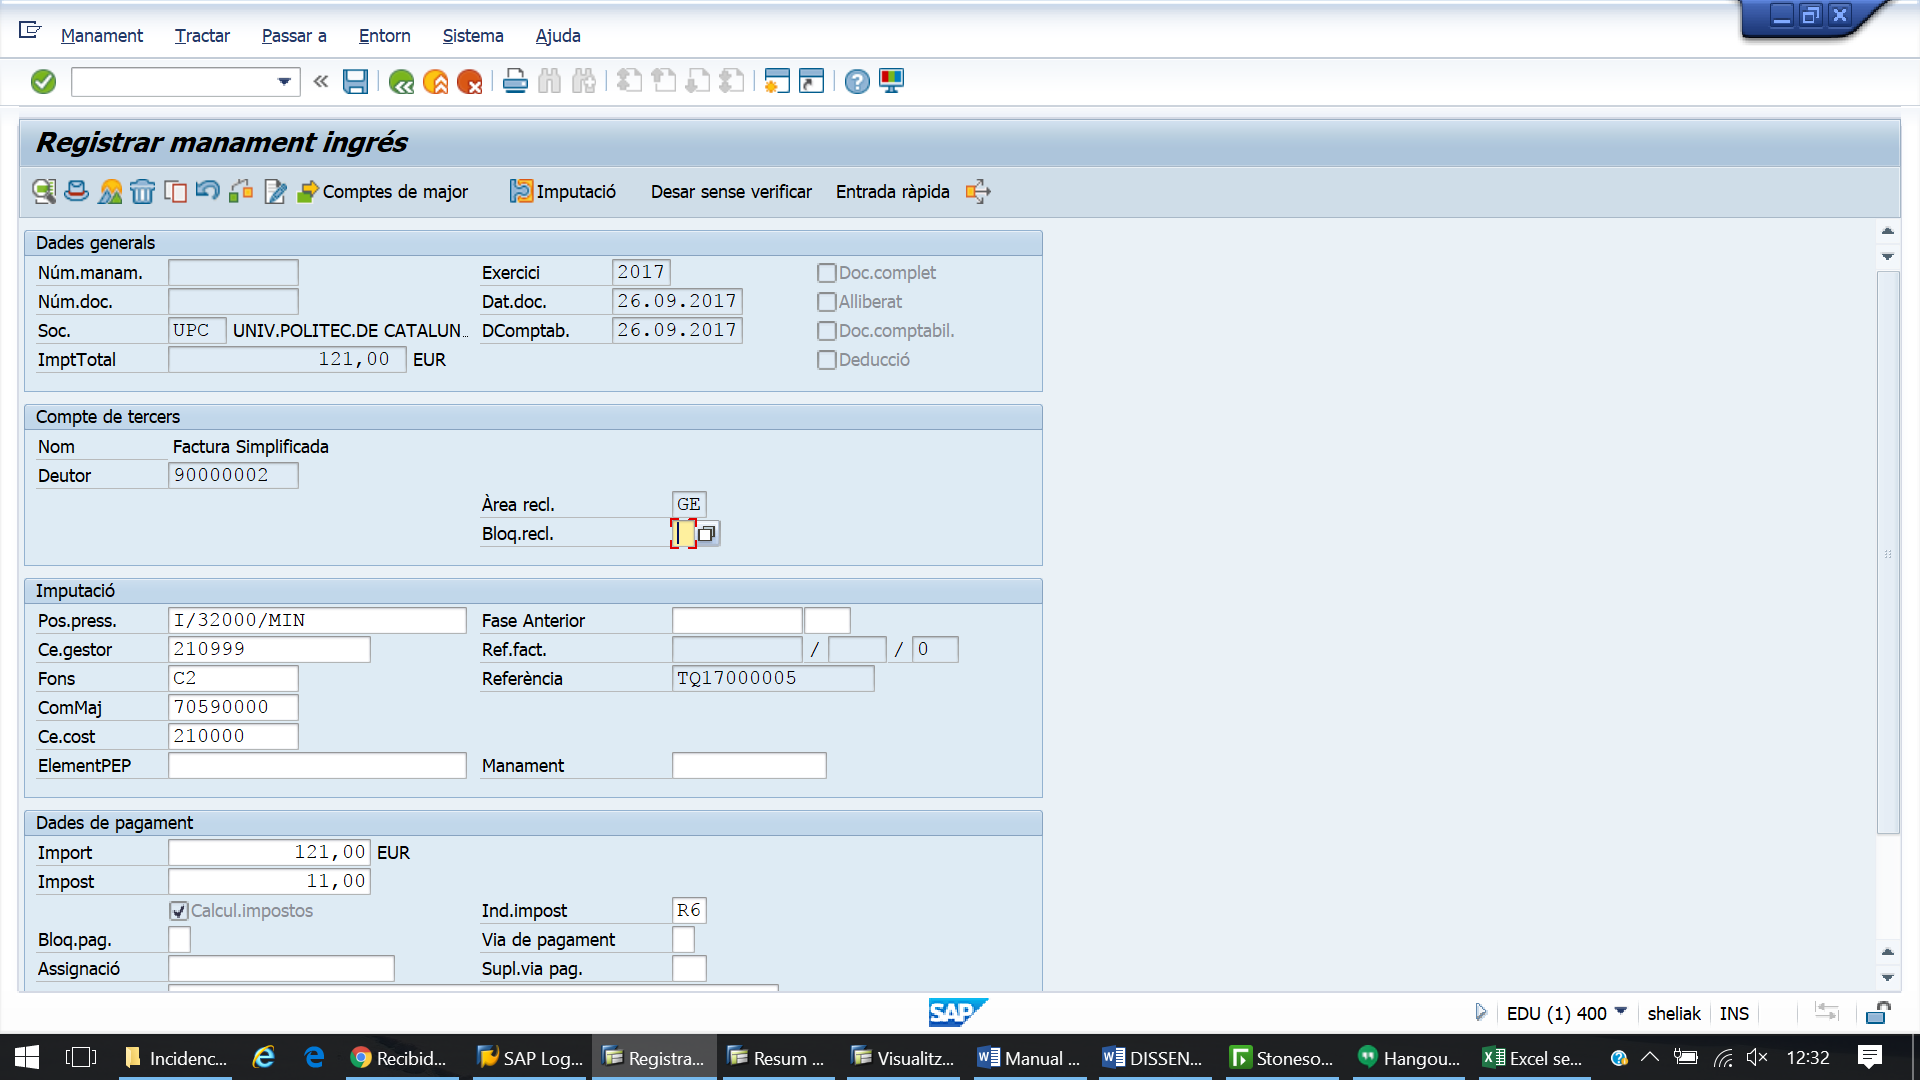 Manament Tractar Passar a Entorn Sistema Ajuda
Registrar manament ingrés
Comptes de major Imputació Desar sense verificar Entrada ràpida
Dades generals
Núm.manam. Exercici 2017 Doc.complet
Núm.doc. Dat.doc. 26.09.2017 Alliberat
Soc. UPC UNIV.POLITEC.DE CATALUN… DComptab. 26.09.2017 Doc.comptabil.
ImptTotal 121,00 EUR Deducció
Compte de tercers
Nom Factura Simplificada
Deutor 90000002
Àrea recl. GE
Bloq.recl.
Imputació
Pos.press. I/32000/MIN Fase Anterior
Ce.gestor 210999 Ref.fact. / / 0
Fons C2 Referència TQ17000005
ComMaj 70590000
Ce.cost 210000
ElementPEP Manament
Dades de pagament
Import 121,00 EUR
Impost 11,00
Calcul.impostos Ind.impost R6
Bloq.pag. Via de pagament
Assignació Supl.via pag.
SAP EDU (1) 400 sheliak INS
Incidenc... Recibid... SAP Log... Registra... Resum ... Visualitz... Manual ... DISSEN... Stoneso... Hangou... Excel se... 12:32